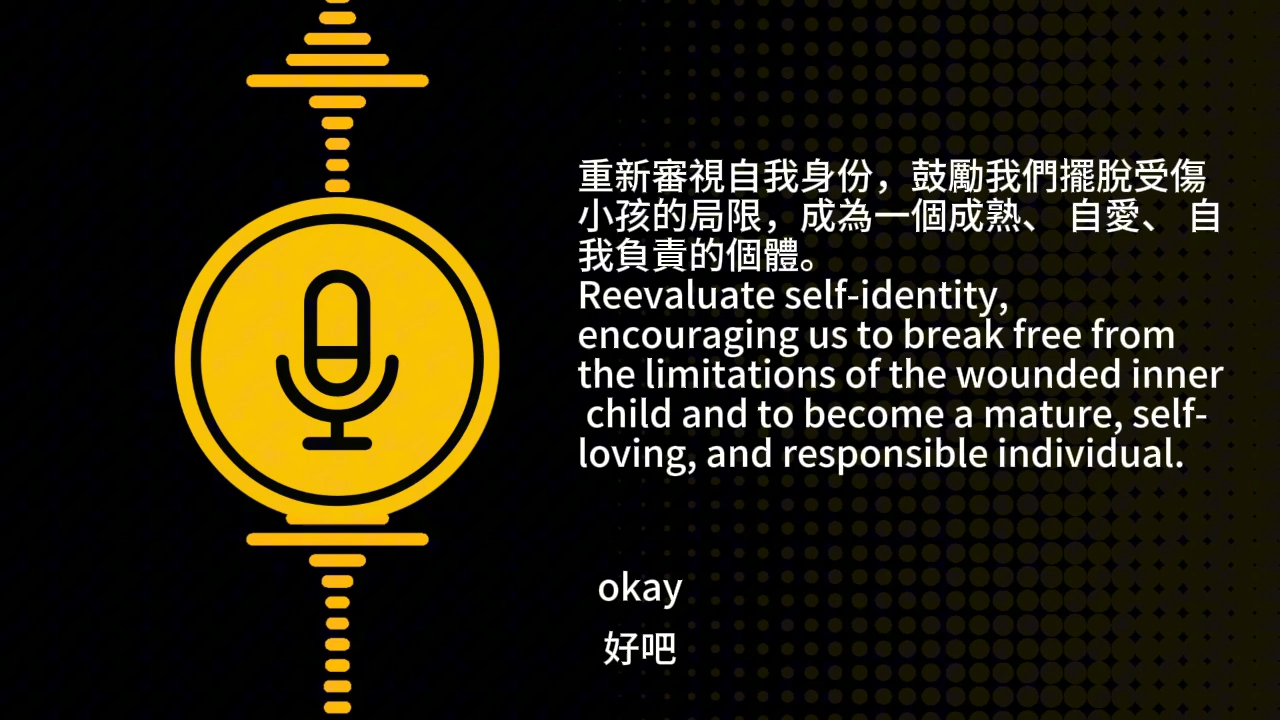 重新審視自我身份，鼓勵我們擺脫受傷
小孩的局限，成為一個成熟、 自愛、 自
我負責的個體。
Reevaluate self-identity,
encouraging us to break free from
the limitations of the wounded inner
child and to become a mature, self-
loving, and responsible individual.
okay
好吧